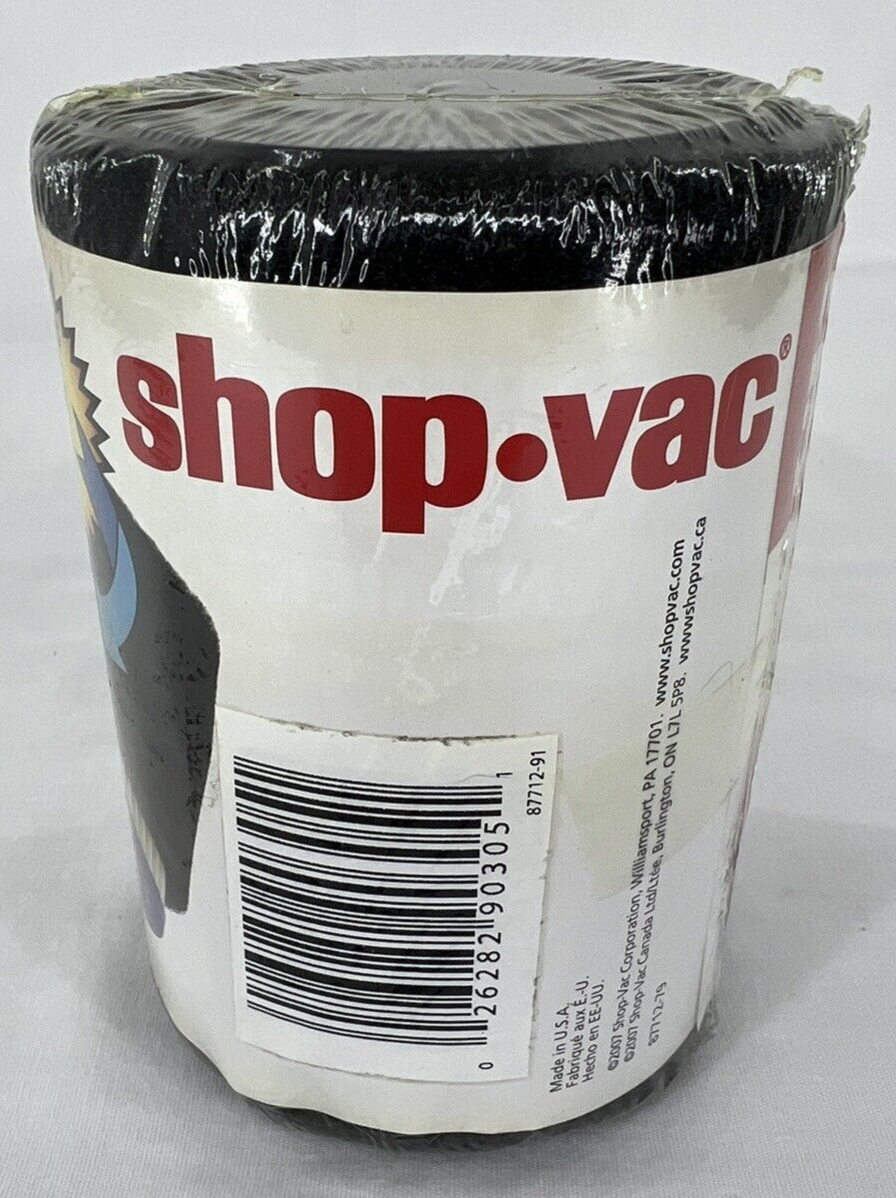 shop•vac®
0 26282 90305 1
87712-91
Made in U.S.A.
Fabriqué aux É.-U.
Hecho en EE-UU.
©2007 Shop-Vac Corporation, Williamsport, PA 17701. www.shopvac.com
©2007 Shop-Vac Canada Ltd/Ltée, Burlington, ON L7L 5P8. www.shopvac.ca
87712-79